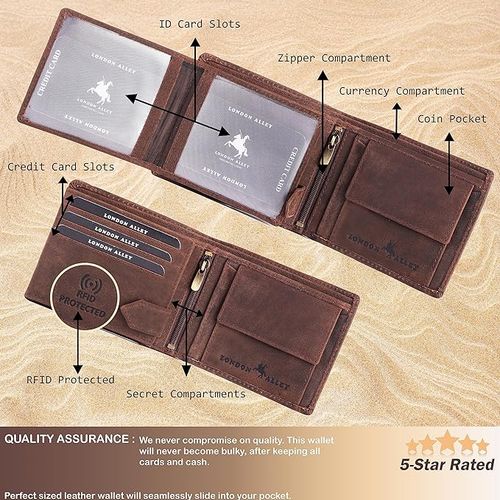 ID Card Slots
Zipper Compartment
Currency Compartment
Coin Pocket
CREDIT CARD
LONDON ALLEY
LONDON ALLEY
LONDON ALLEY
CREDIT CARD
LONDON ALLEY
LONDON ALLEY
Credit Card Slots
LONDON ALLEY
LONDON ALLEY
LONDON ALLEY
RFID
PROTECTED
LONDON ALLEY
RFID Protected
Secret Compartments
QUALITY ASSURANCE : We never compromise on quality. This wallet
will never become bulky, after keeping all
cards and cash.
5-Star Rated
Perfect sized leather wallet will seamlessly slide into your pocket.